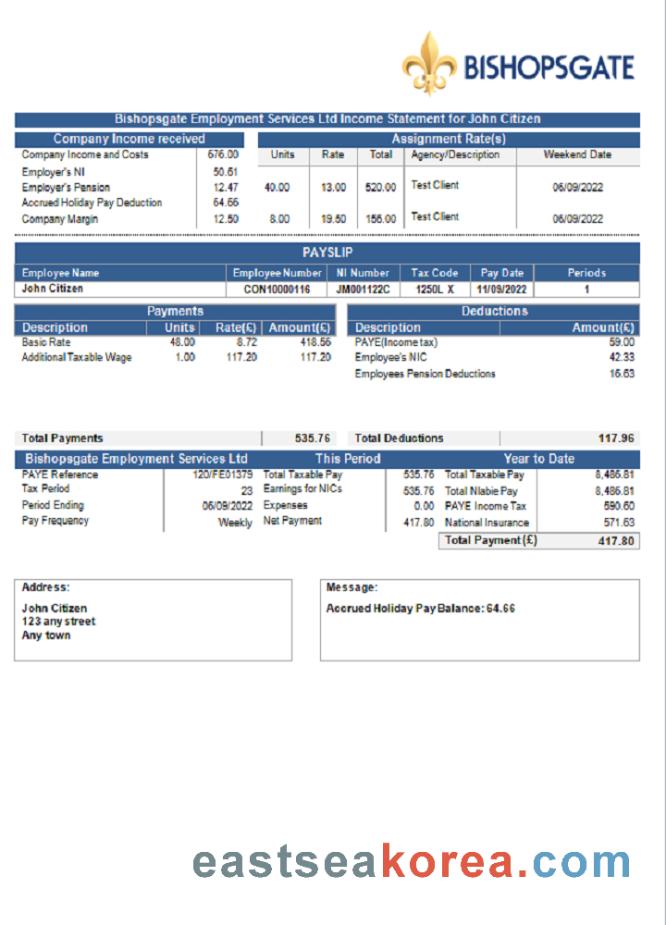 BISHOPSGATE
Bishopsgate Employment Services Ltd Income Statement for John Citizen
Company Income received
Company Income and Costs 676.00
Employer's NI 50.61
Employer's Pension 12.47
Accrued Holiday Pay Deduction 64.66
Company Margin 12.50
Assignment Rate(s)
Units Rate Total Agency/Description Weekend Date
40.00 13.00 520.00 Test Client 06/09/2022
8.00 19.50 156.00 Test Client 06/09/2022
PAYSLIP
Employee Name Employee Number NI Number Tax Code Pay Date Periods
John Citizen CON10000116 JM001122C 1250L X 11/09/2022 1
Payments
Description Units Rate(£) Amount(£)
Basic Rate 48.00 8.72 418.56
Additional Taxable Wage 1.00 117.20 117.20
Deductions
Description Amount(£)
PAYE(Income tax) 59.00
Employee's NIC 42.33
Employees Pension Deductions 16.63
Total Payments 535.76 Total Deductions 117.96
Bishopsgate Employment Services Ltd This Period Year to Date
PAYE Reference 120/FE01379 Total Taxable Pay 535.76 Total Taxable Pay 8,486.81
Tax Period 23 Earnings for NICs 535.76 Total Niable Pay 8,486.81
Period Ending 06/09/2022 Expenses 0.00 PAYE Income Tax 590.60
Pay Frequency Weekly Net Payment 417.80 National Insurance 571.63
Total Payment (£) 417.80
Address:
John Citizen
123 any street
Any town
Message:
Accrued Holiday Pay Balance: 64.66
eastseakorea.com